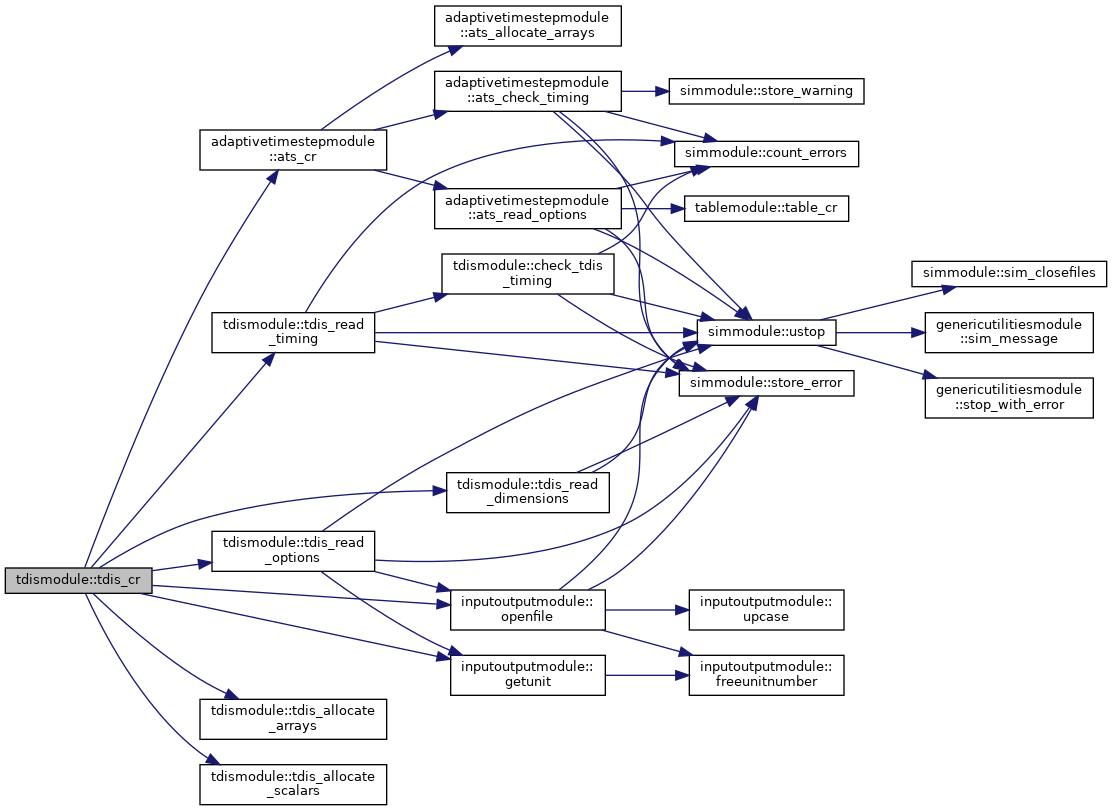 adaptivetimestepmodule
::ats_allocate_arrays
adaptivetimestepmodule
::ats_check_timing
simmodule::store_warning
adaptivetimestepmodule
::ats_cr
simmodule::count_errors
adaptivetimestepmodule
::ats_read_options
tablemodule::table_cr
tdismodule::check_tdis
_timing
simmodule::sim_closefiles
tdismodule::tdis_read
_timing
simmodule::ustop
genericutilitiesmodule
::sim_message
simmodule::store_error
genericutilitiesmodule
::stop_with_error
tdismodule::tdis_read
_dimensions
tdismodule::tdis_read
_options
tdismodule::tdis_cr
inputoutputmodule::
openfile
inputoutputmodule::
upcase
inputoutputmodule::
getunit
inputoutputmodule::
freeunitnumber
tdismodule::tdis_allocate
_arrays
tdismodule::tdis_allocate
_scalars